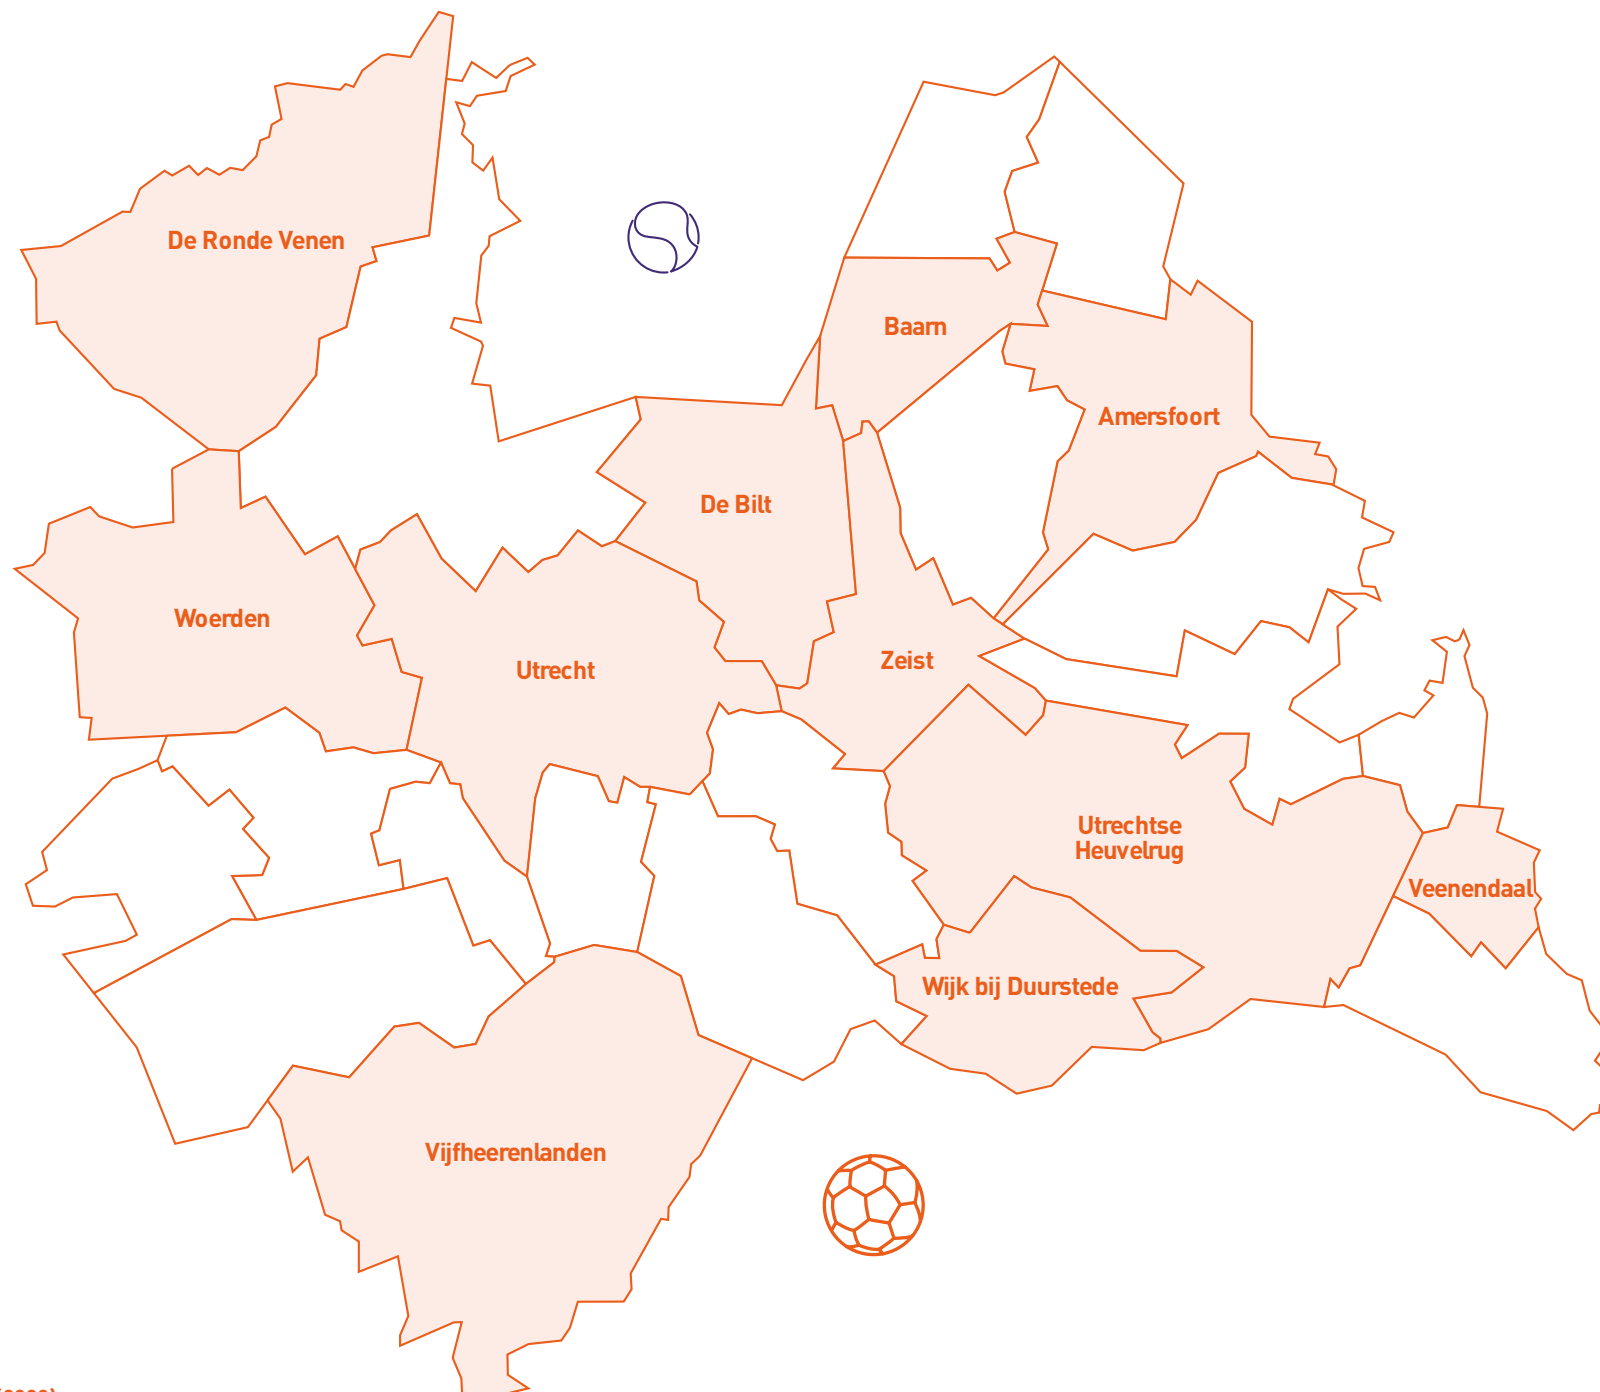 De Ronde Venen
Baarn
Amersfoort
De Bilt
Woerden
Utrecht
Zeist
Utrechtse
Heuvelrug
Veenendaal
Wijk bij Duurstede
Vijfheerenlanden